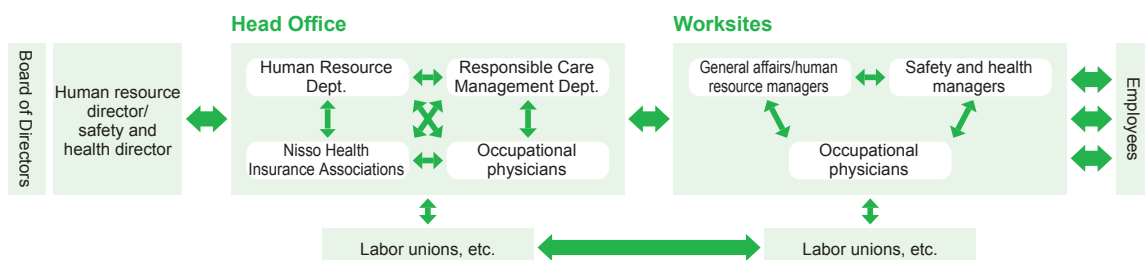 Head Office
Worksites
Board of Directors
Human resource
director/
safety and
health director
Human Resource
Dept.
Responsible Care
Management Dept.
Nisso Health
Insurance Associations
Occupational
physicians
General affairs/human
resource managers
Safety and health
managers
Occupational
physicians
Employees
Labor unions, etc.
Labor unions, etc.